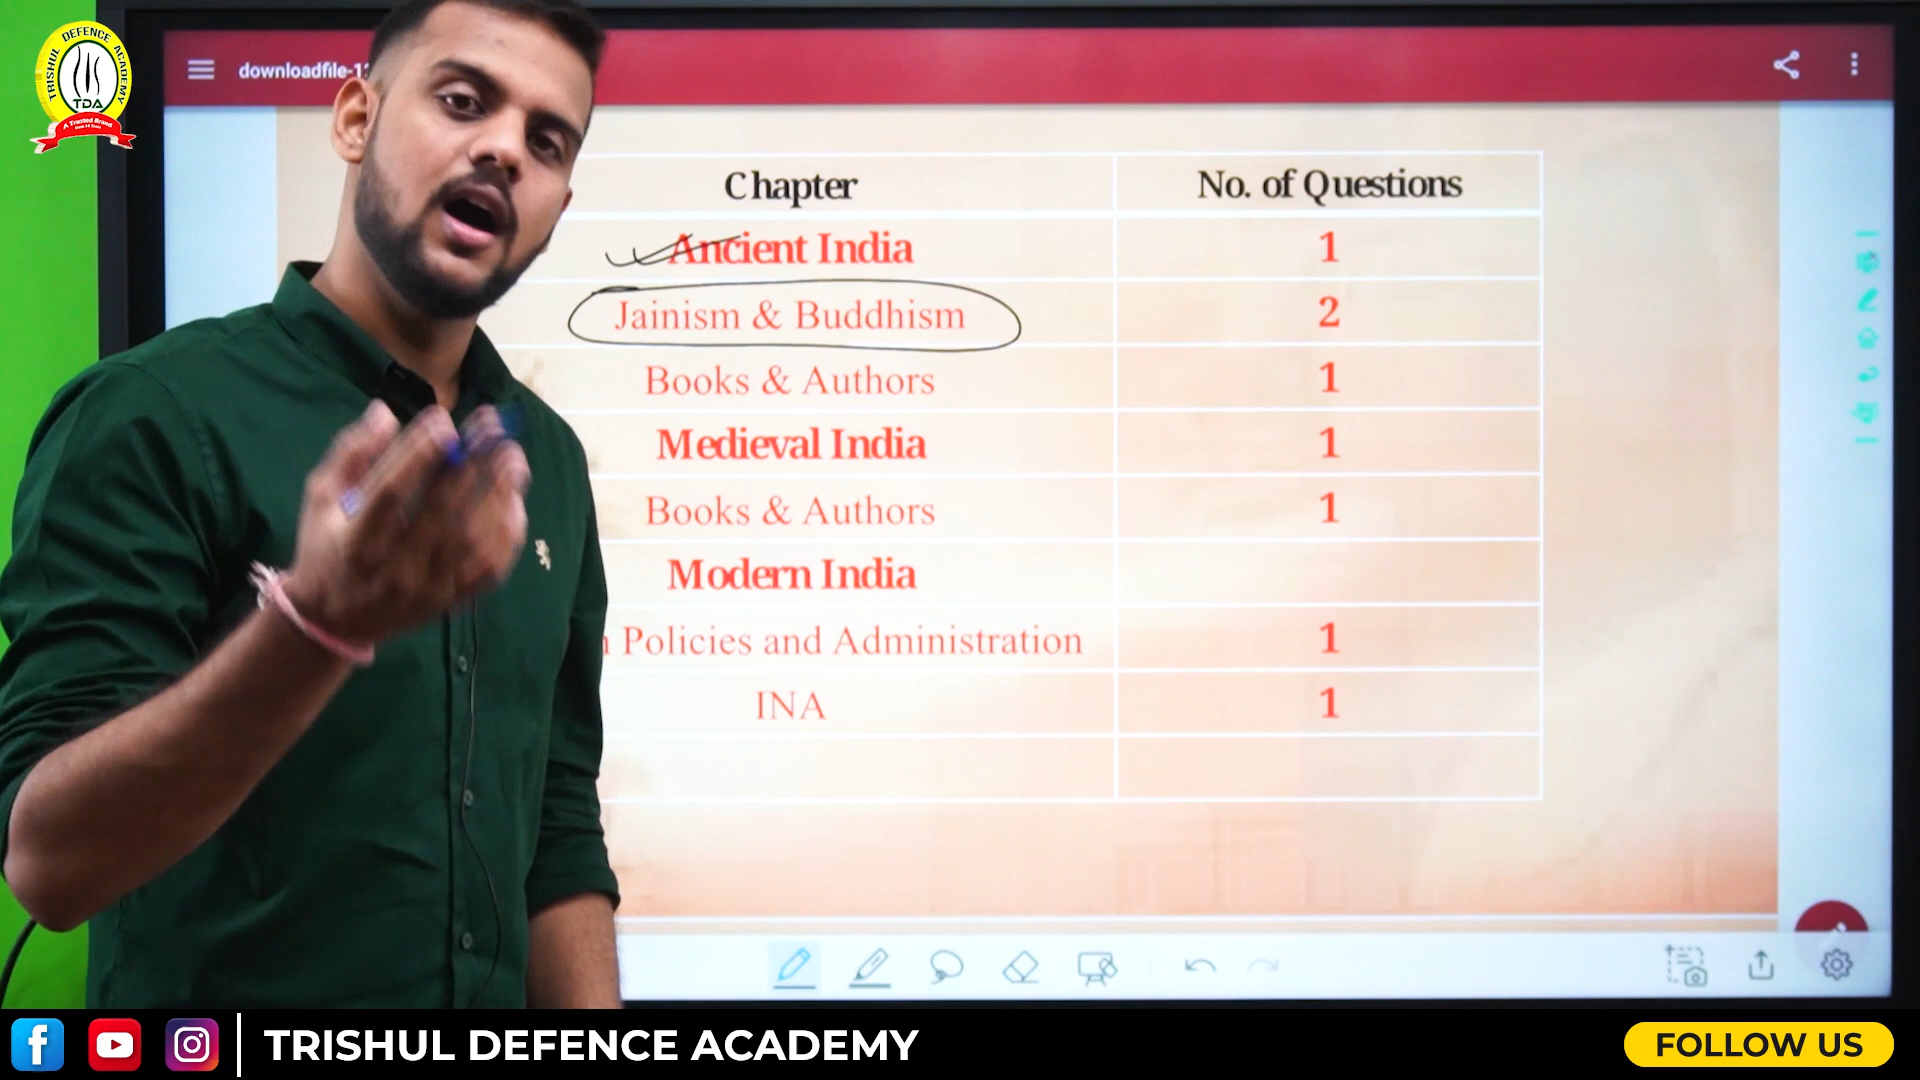 TRISHUL DEFENCE ACADEMY
TDA
A Trusted Brand
downloadfile-1
Chapter No. of Questions
Ancient India 1
Jainism & Buddhism 2
Books & Authors 1
Medieval India 1
Books & Authors 1
Modern India
Policies and Administration 1
INA 1
TRISHUL DEFENCE ACADEMY
FOLLOW US